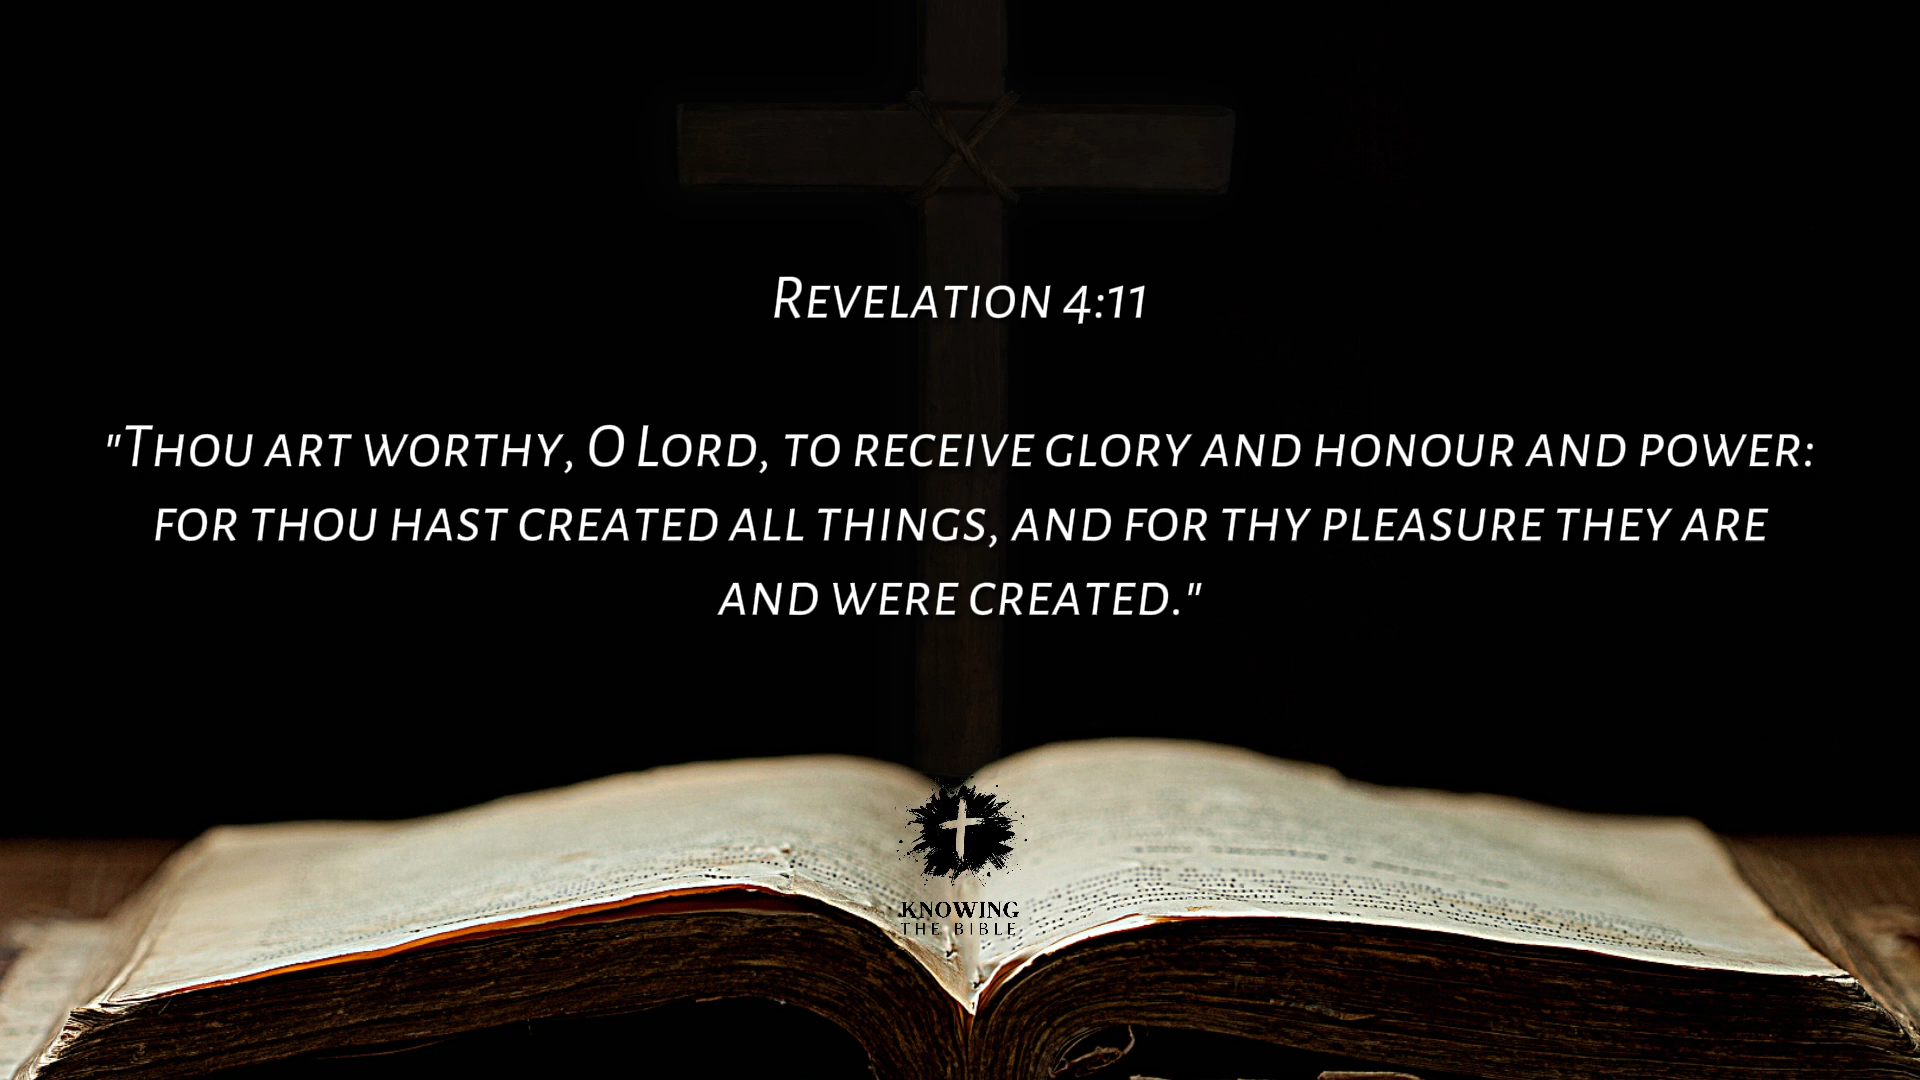 Revelation 4:11
"Thou art worthy, O Lord, to receive glory and honour and power:
for thou hast created all things, and for thy pleasure they are
and were created."
KNOWING
THE BIBLE